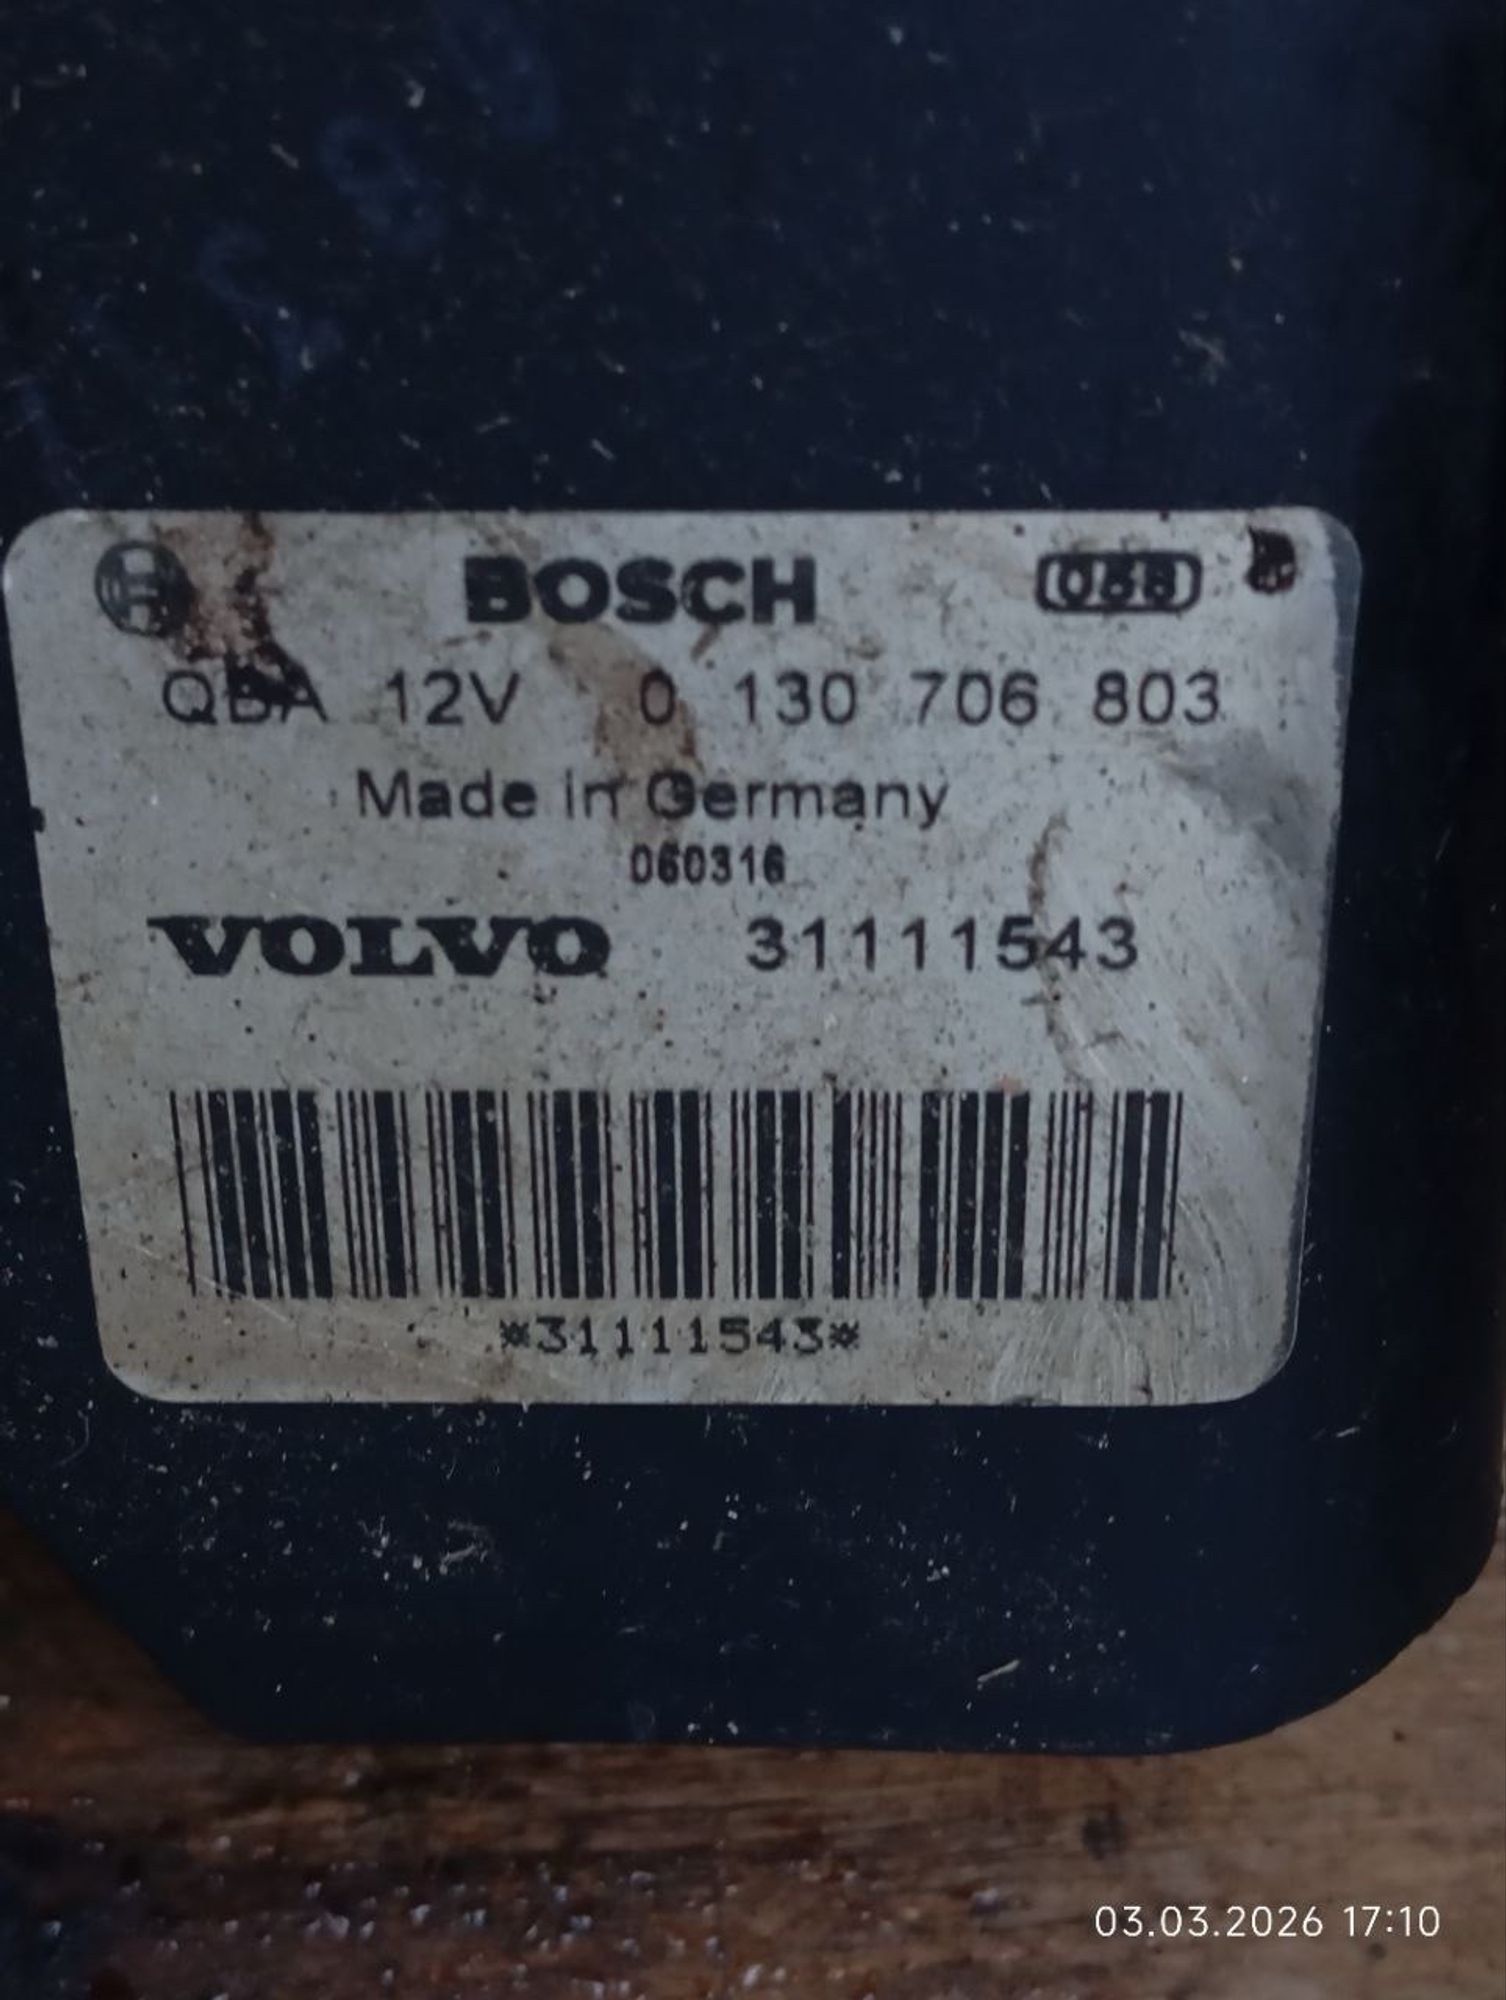 BOSCH
QBA 12V 0 130 706 803
Made in Germany
060316
VOLVO 31111543
*31111543*
03.03.2026 17:10